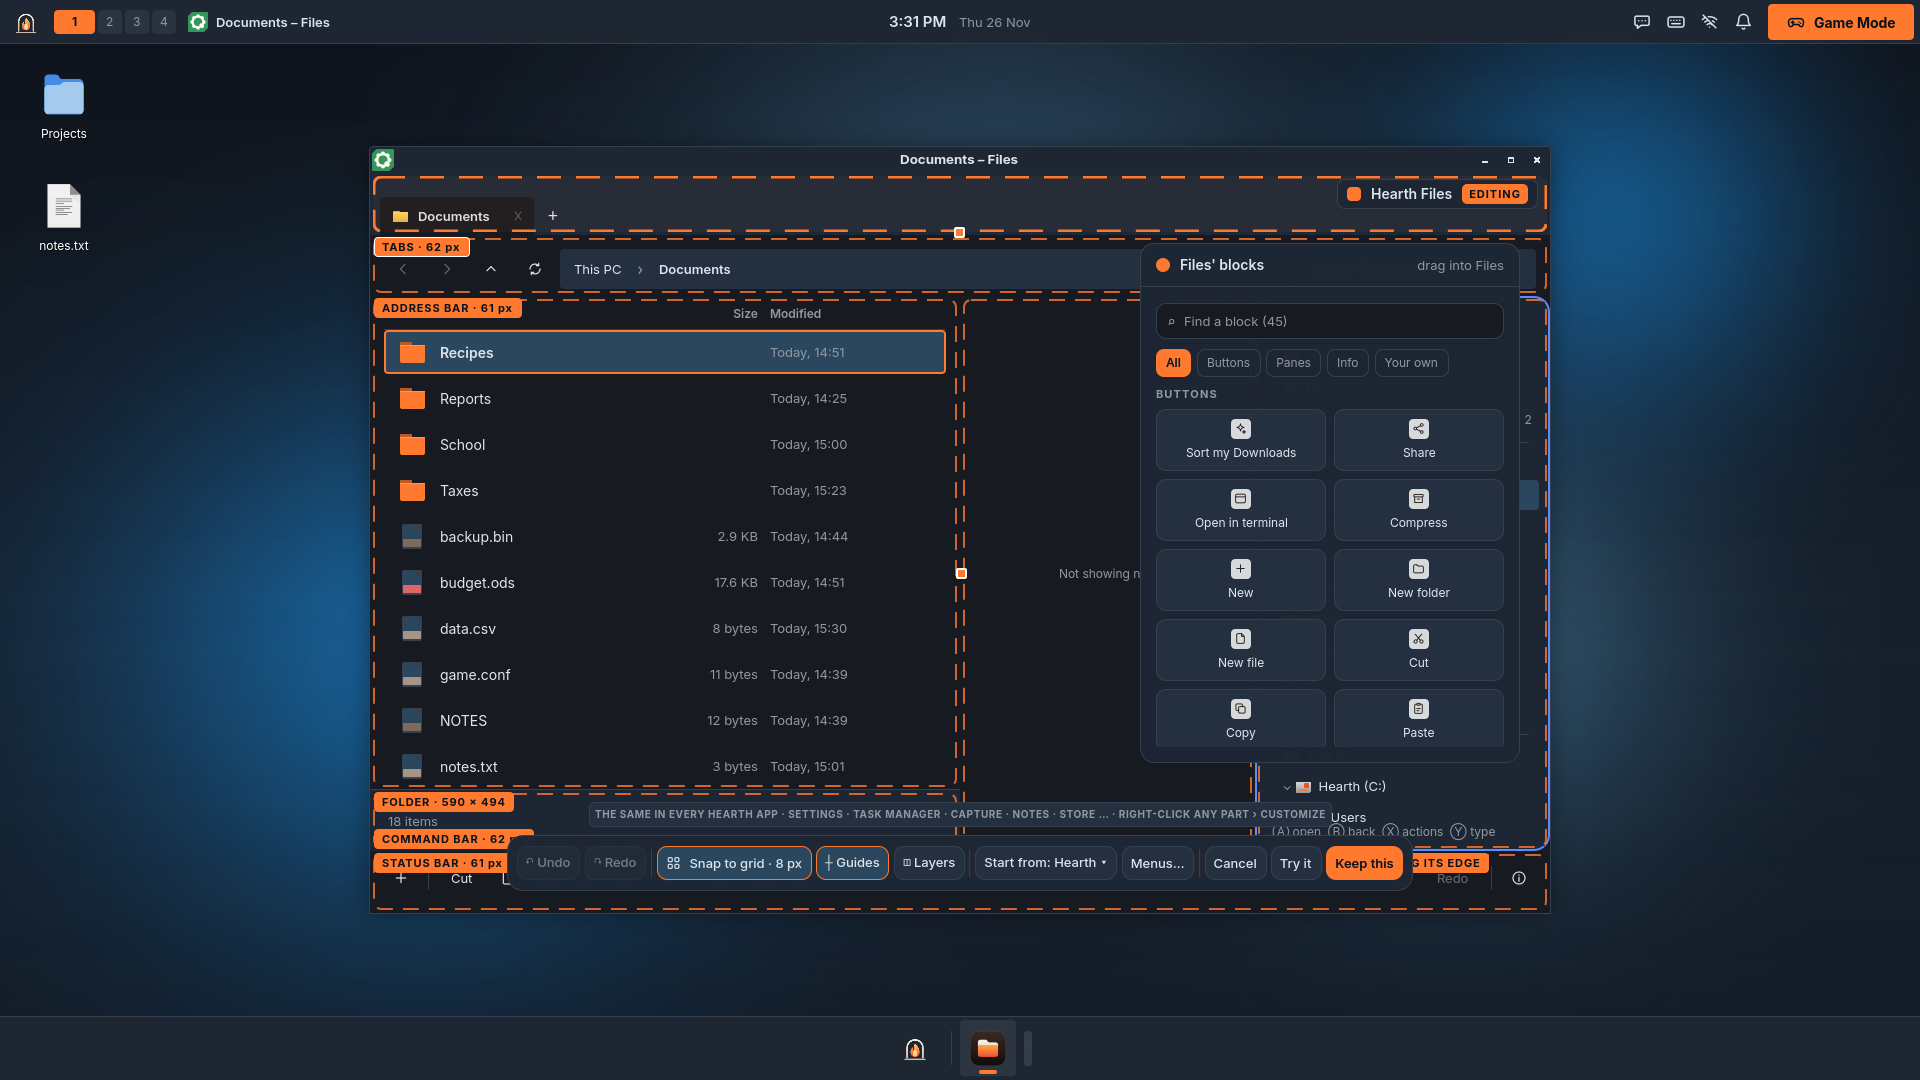 1 2 3 4 Documents – Files 3:31 PM Thu 26 Nov Game Mode
Projects
notes.txt
Documents – Files
Hearth Files EDITING
Documents X +
TABS · 62 px
This PC › Documents
Files' blocks drag into Files
ADDRESS BAR · 61 px
Size Modified
Find a block (45)
Recipes Today, 14:51
All Buttons Panes Info Your own
BUTTONS
Reports Today, 14:25
2
Sort my Downloads Share
School Today, 15:00
Taxes Today, 15:23
Open in terminal Compress
backup.bin 2.9 KB Today, 14:44
Not showing n
budget.ods 17.6 KB Today, 14:51
New New folder
data.csv 8 bytes Today, 15:30
New file Cut
game.conf 11 bytes Today, 14:39
NOTES 12 bytes Today, 14:39
Copy Paste
notes.txt 3 bytes Today, 15:01
Hearth (C:)
FOLDER · 590 × 494
THE SAME IN EVERY HEARTH APP · SETTINGS · TASK MANAGER · CAPTURE · NOTES · STORE ... · RIGHT-CLICK ANY PART › CUSTOMIZE
Users
18 items
(A) open (B) back (X) actions (Y) type
COMMAND BAR · 62
STATUS BAR · 61 px
Undo Redo Snap to grid · 8 px Guides Layers Start from: Hearth Menus... Cancel Try it Keep this
G ITS EDGE
+ Cut Redo